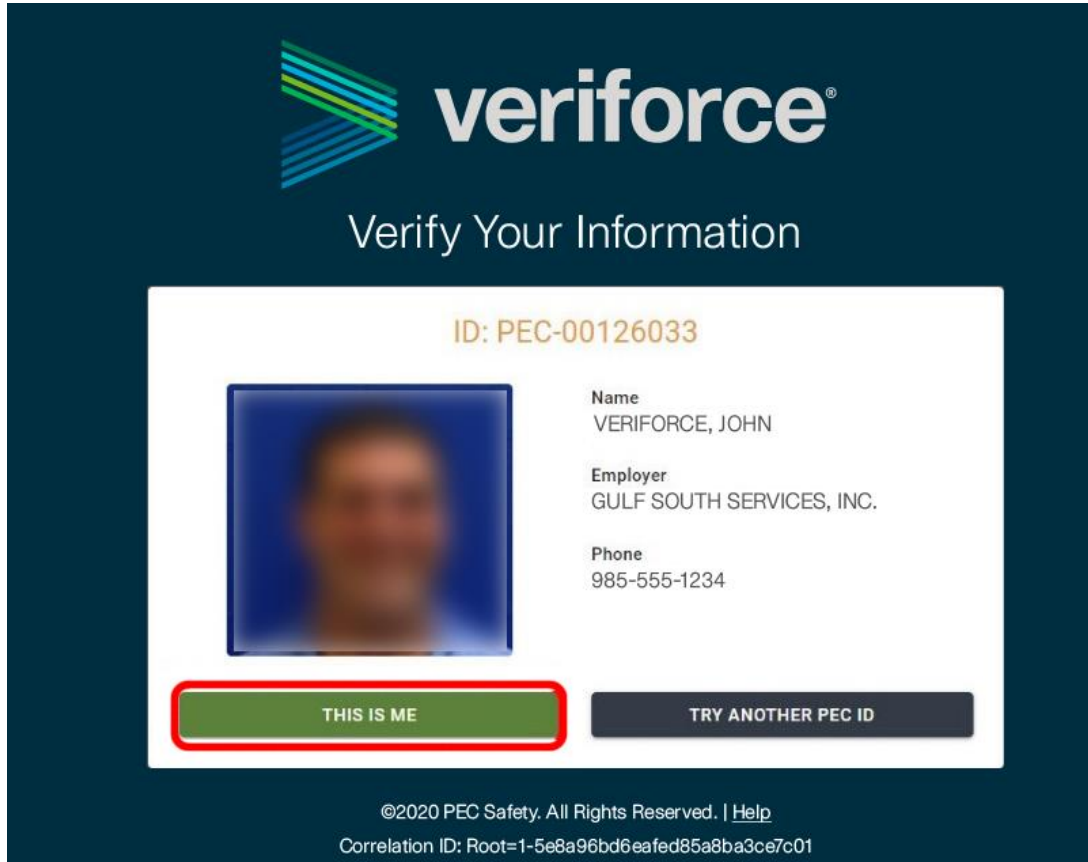 veriforce®
Verify Your Information
ID: PEC-00126033
Name
VERIFORCE, JOHN
Employer
GULF SOUTH SERVICES, INC.
Phone
985-555-1234
THIS IS ME
TRY ANOTHER PEC ID
©2020 PEC Safety. All Rights Reserved. | Help
Correlation ID: Root=1-5e8a96bd6eafed85a8ba3ce7c01